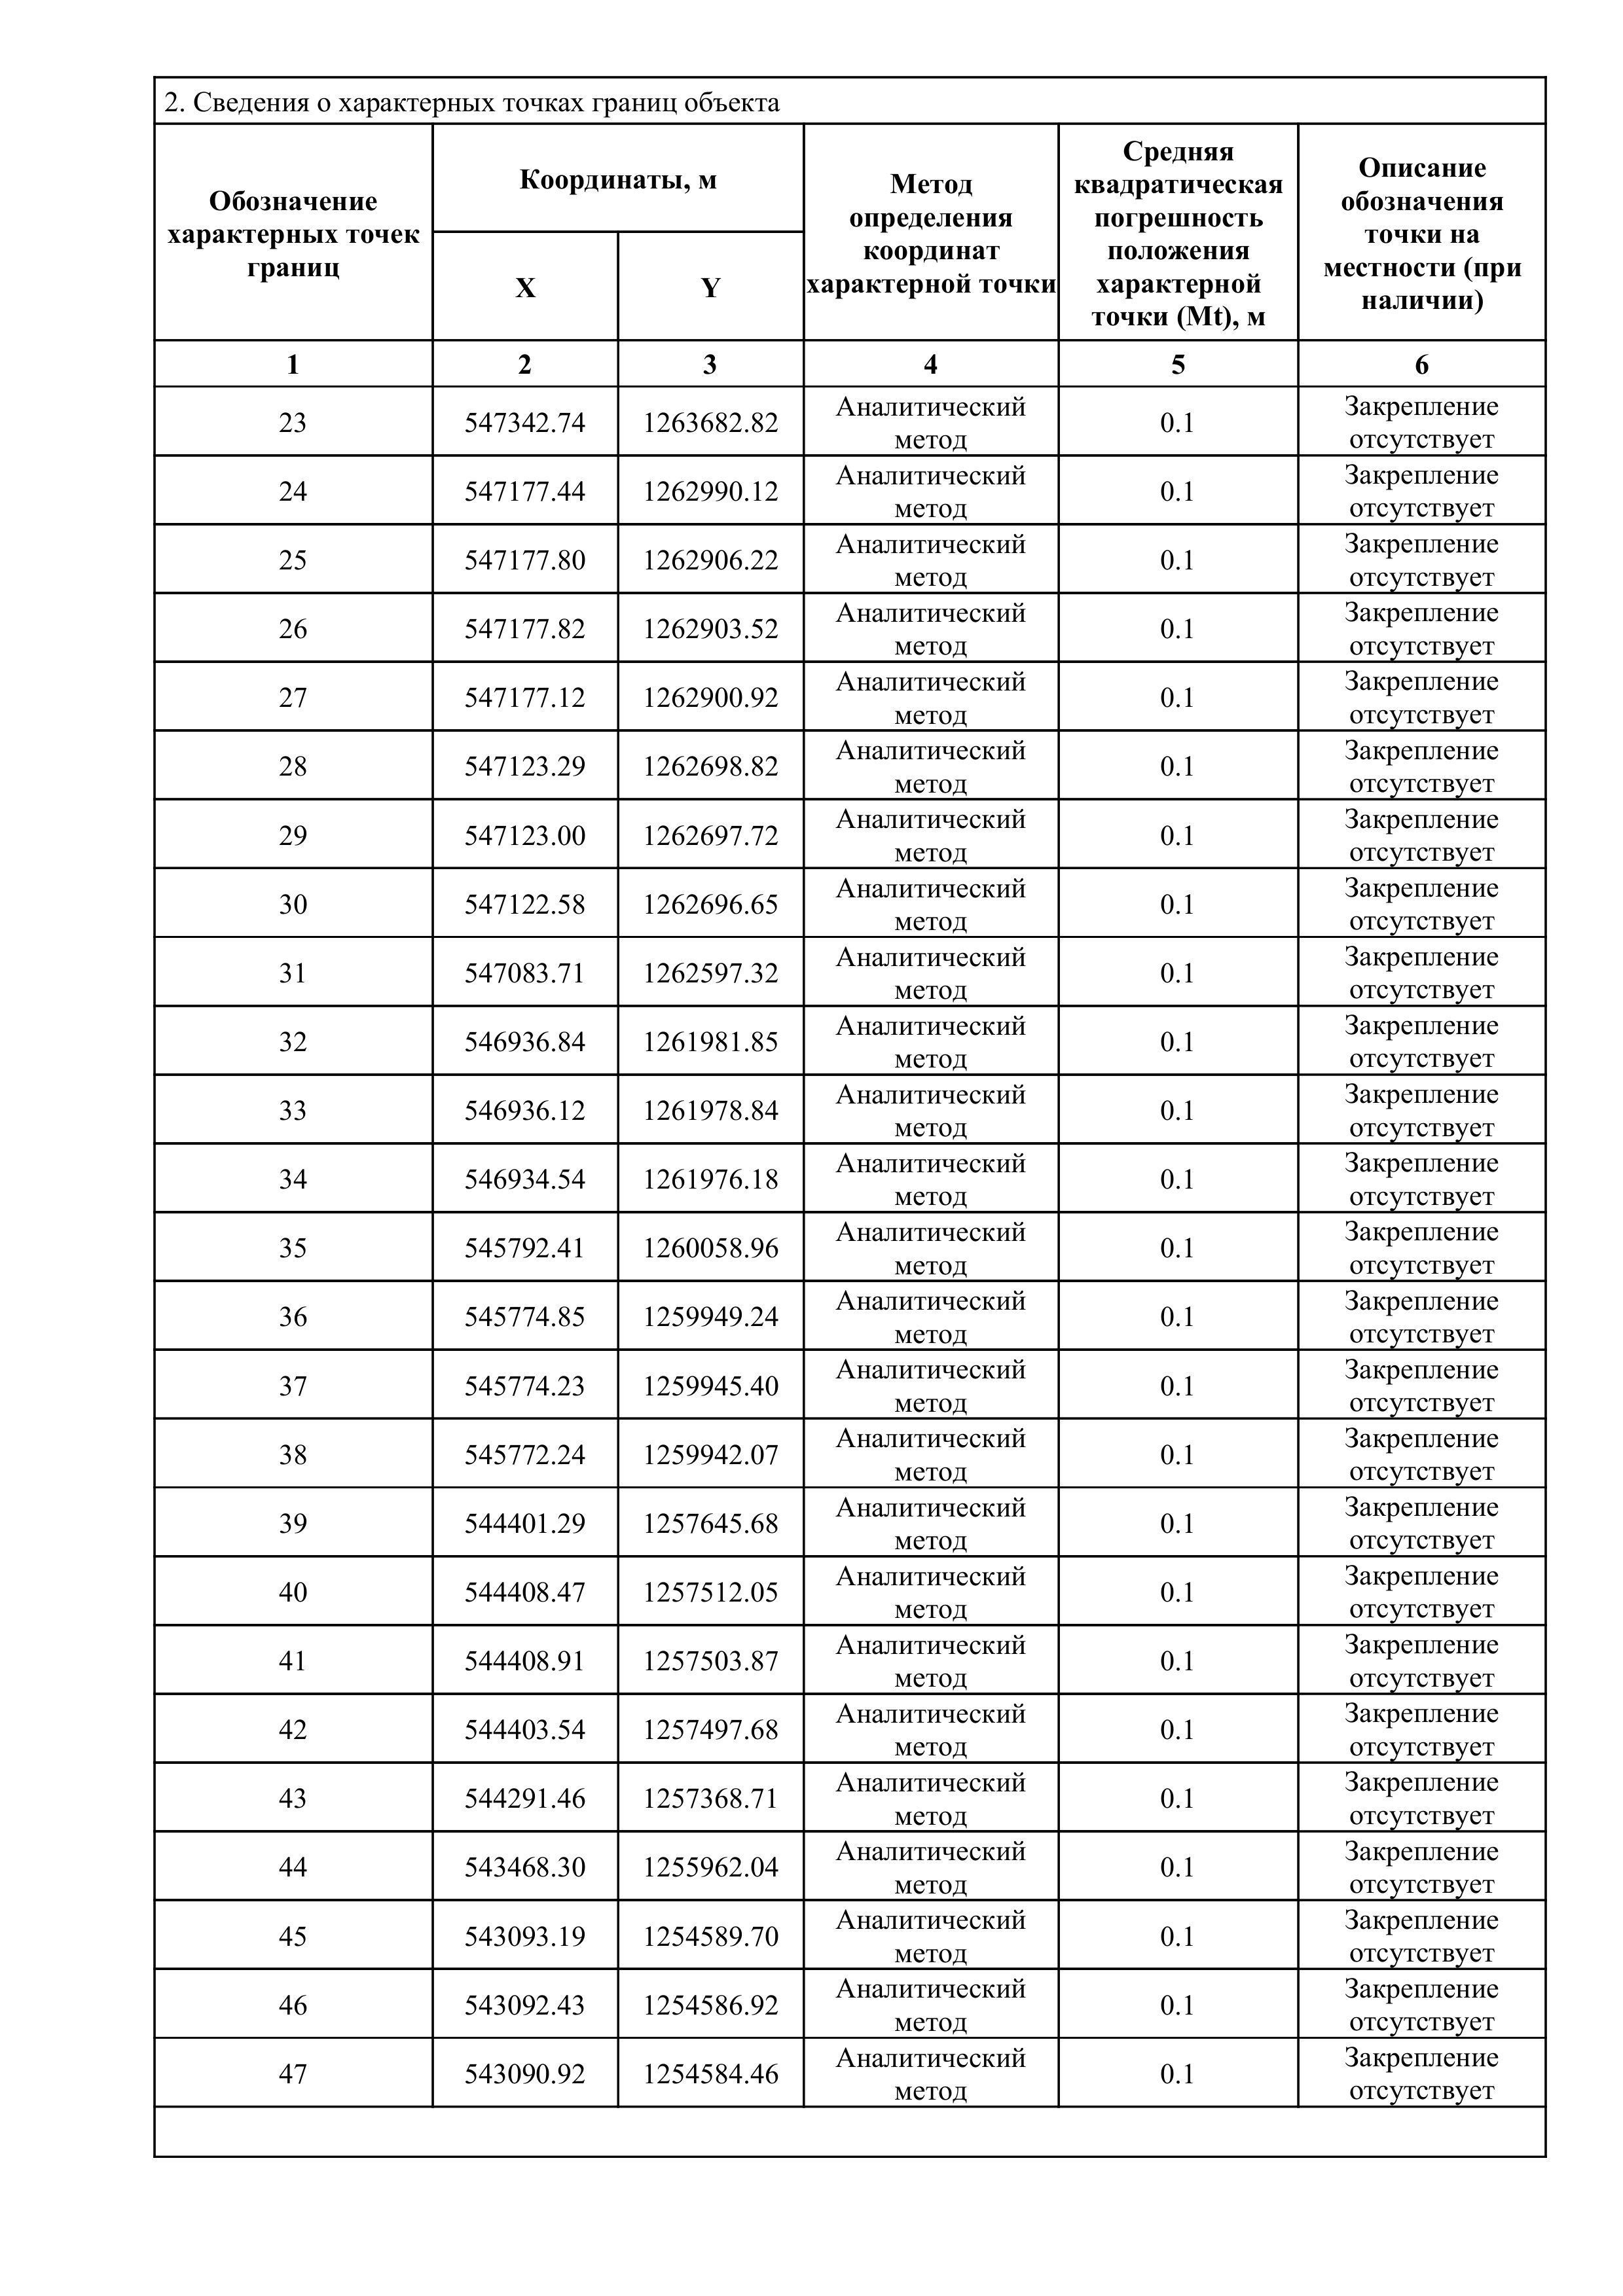 2. Сведения о характерных точках границ объекта
Обозначение
характерных точек
границ
Координаты, м
X
Y
Метод
определения
координат
характерной точки
Средняя
квадратическая
погрешность
положения
характерной
точки (Mt), м
Описание
обозначения
точки на
местности (при
наличии)
1 2 3 4 5 6
23 547342.74 1263682.82 Аналитический метод 0.1 Закрепление отсутствует
24 547177.44 1262990.12 Аналитический метод 0.1 Закрепление отсутствует
25 547177.80 1262906.22 Аналитический метод 0.1 Закрепление отсутствует
26 547177.82 1262903.52 Аналитический метод 0.1 Закрепление отсутствует
27 547177.12 1262900.92 Аналитический метод 0.1 Закрепление отсутствует
28 547123.29 1262698.82 Аналитический метод 0.1 Закрепление отсутствует
29 547123.00 1262697.72 Аналитический метод 0.1 Закрепление отсутствует
30 547122.58 1262696.65 Аналитический метод 0.1 Закрепление отсутствует
31 547083.71 1262597.32 Аналитический метод 0.1 Закрепление отсутствует
32 546936.84 1261981.85 Аналитический метод 0.1 Закрепление отсутствует
33 546936.12 1261978.84 Аналитический метод 0.1 Закрепление отсутствует
34 546934.54 1261976.18 Аналитический метод 0.1 Закрепление отсутствует
35 545792.41 1260058.96 Аналитический метод 0.1 Закрепление отсутствует
36 545774.85 1259949.24 Аналитический метод 0.1 Закрепление отсутствует
37 545774.23 1259945.40 Аналитический метод 0.1 Закрепление отсутствует
38 545772.24 1259942.07 Аналитический метод 0.1 Закрепление отсутствует
39 544401.29 1257645.68 Аналитический метод 0.1 Закрепление отсутствует
40 544408.47 1257512.05 Аналитический метод 0.1 Закрепление отсутствует
41 544408.91 1257503.87 Аналитический метод 0.1 Закрепление отсутствует
42 544403.54 1257497.68 Аналитический метод 0.1 Закрепление отсутствует
43 544291.46 1257368.71 Аналитический метод 0.1 Закрепление отсутствует
44 543468.30 1255962.04 Аналитический метод 0.1 Закрепление отсутствует
45 543093.19 1254589.70 Аналитический метод 0.1 Закрепление отсутствует
46 543092.43 1254586.92 Аналитический метод 0.1 Закрепление отсутствует
47 543090.92 1254584.46 Аналитический метод 0.1 Закрепление отсутствует